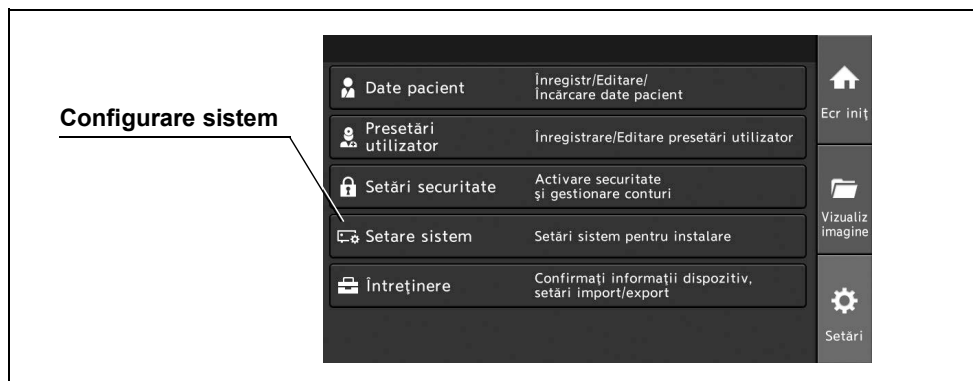 Configurare sistem
Date pacient
Înregistr/Editare/
Încărcare date pacient
Presetări
utilizator
Înregistrare/Editare presetări utilizator
Setări securitate
Activare securitate
şi gestionare conturi
Setare sistem
Setări sistem pentru instalare
Întreţinere
Confirmaţi informaţii dispozitiv,
setări import/export
Ecr iniţ
Vizualiz
imagine
Setări